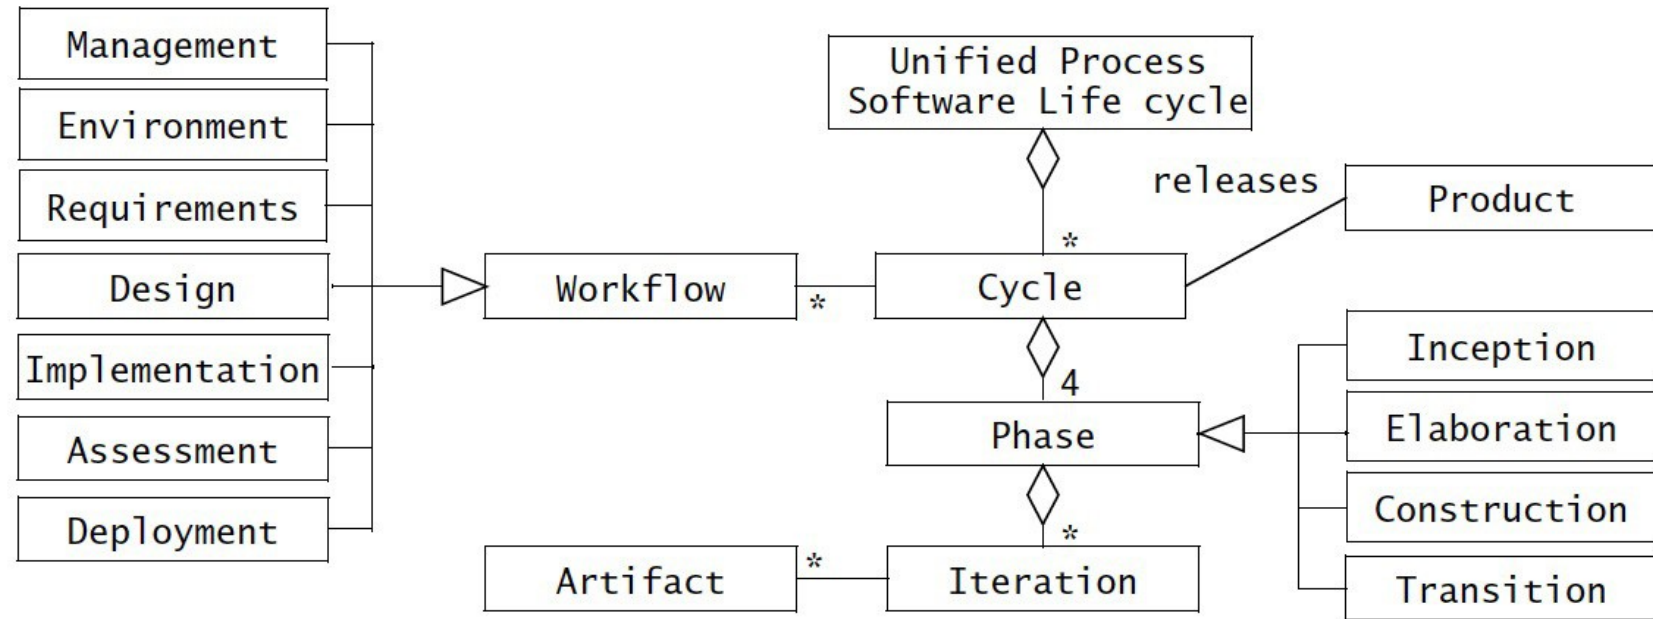 Management
Environment
Requirements
Design
Implementation
Assessment
Deployment
Unified Process
Software Life cycle
releases
Product
*
Workflow
*
Cycle
4
Phase
Inception
Elaboration
Construction
Transition
*
Artifact
*
Iteration